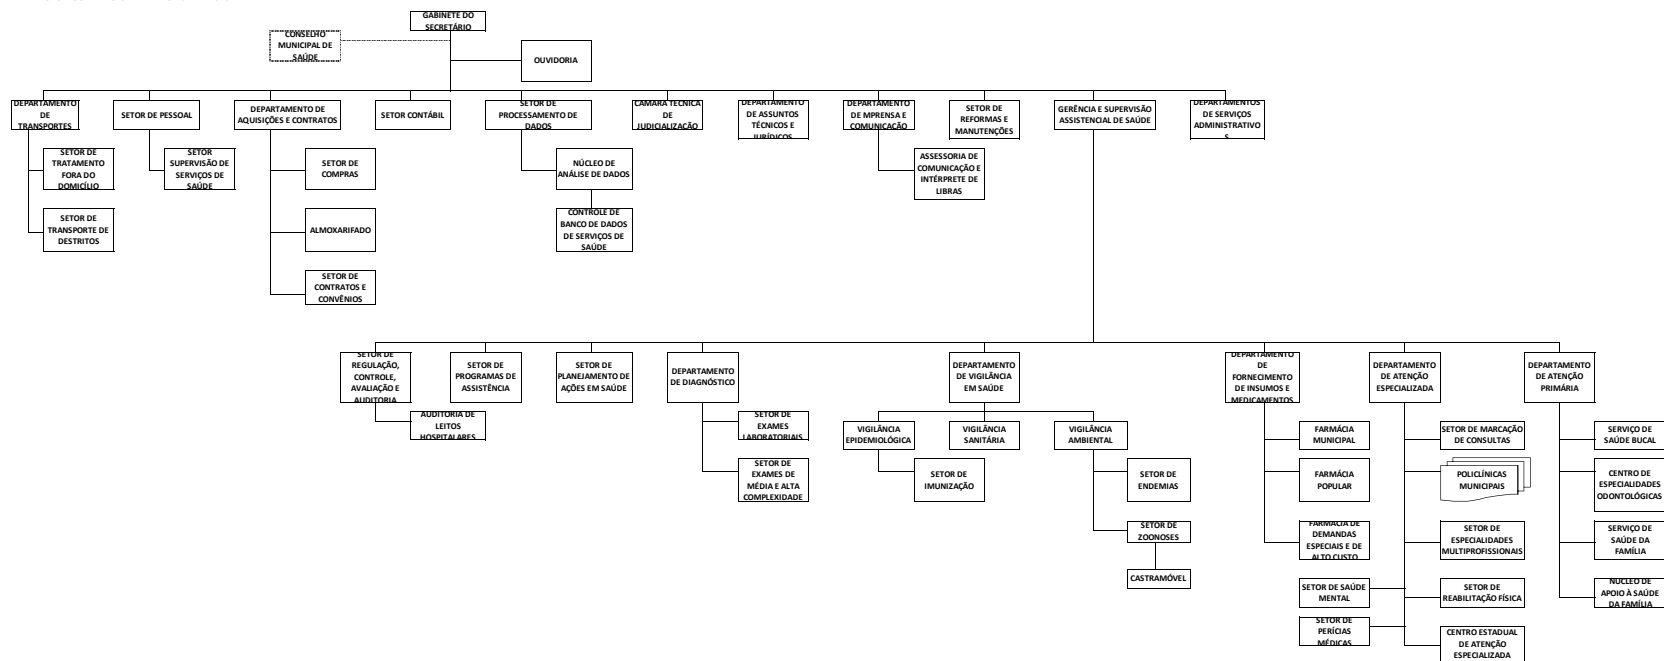 GABINETE DO
SECRETÁRIO
CONSELHO
MUNICIPAL DE
SAÚDE
OUVIDORIA
DEPARTAMENTO
DE
TRANSPORTES
SETOR DE PESSOAL
DEPARTAMENTO DE
AQUISIÇÕES E CONTRATOS
SETOR CONTÁBIL
SETOR DE
PROCESSAMENTO DE
DADOS
CÂMARA TÉCNICA
DE
JUDICIALIZAÇÃO
DEPARTAMENTO
DE ASSUNTOS
TÉCNICOS E
JURÍDICOS
DEPARTAMENTO
DE MPRENSA E
COMUNICAÇÃO
SETOR DE
REFORMAS E
MANUTENÇÕES
GERÊNCIA E SUPERVISÃO
ASSISTENCIAL DE SAÚDE
DEPARTAMENTOS
DE SERVIÇOS
ADMINISTRATIVO
S
SETOR DE
TRATAMENTO
FORA DO
DOMICÍLIO
SETOR
SUPERVISÃO DE
SERVIÇOS DE
SAÚDE
SETOR DE
COMPRAS
NÚCLEO DE
ANÁLISE DE DADOS
ASSESSORIA DE
COMUNICAÇÃO E
INTÉRPRETE DE
LIBRAS
SETOR DE
TRANSPORTE DE
DESTRITOS
ALMOXARIFADO
CONTROLE DE
BANCO DE DADOS
DE SERVIÇOS DE
SAÚDE
SETOR DE
CONTRATOS E
CONVÊNIOS
SETOR DE
REGULAÇÃO,
CONTROLE,
AVALIAÇÃO E
AUDITORIA
SETOR DE
PROGRAMAS DE
ASSISTÊNCIA
SETOR DE
PLANEJAMENTO DE
AÇÕES EM SAÚDE
DEPARTAMENTO
DE DIAGNÓSTICO
DEPARTAMENTO
DE VIGILÂNCIA
EM SAÚDE
DEPARTAMENTO
DE
FORNECIMENTO
DE INSUMOS E
MEDICAMENTOS
DEPARTAMENTO
DE ATENÇÃO
ESPECIALIZADA
DEPARTAMENTO
DE ATENÇÃO
PRIMÁRIA
AUDITORIA DE
LEITOS
HOSPITALARES
SETOR DE
EXAMES
LABORATORIAIS
VIGILÂNCIA
EPIDEMIOLÓGICA
VIGILÂNCIA
SANITÁRIA
VIGILÂNCIA
AMBIENTAL
FARMÁCIA
MUNICIPAL
SETOR DE MARCAÇÃO
DE CONSULTAS
SERVIÇO DE
SAÚDE BUCAL
SETOR DE
EXAMES DE
MÉDIA E ALTA
COMPLEXIDADE
SETOR DE
IMUNIZAÇÃO
SETOR DE
ENDEMIAS
FARMÁCIA
POPULAR
POLICLÍNICAS
MUNICIPAIS
CENTRO DE
ESPECIALIDADES
ODONTOLÓGICAS
SETOR DE
ZOONOSES
FARMÁCIA DE
DEMANDAS
ESPECIAIS E DE
ALTO CUSTO
SETOR DE
ESPECIALIDADES
MULTIPROFISSIONAIS
SERVIÇO DE
SAÚDE DA
FAMÍLIA
CASTRAMÓVEL
SETOR DE SAÚDE
MENTAL
SETOR DE
REABILITAÇÃO FÍSICA
NÚCLEO DE
APOIO À SAÚDE
DA FAMÍLIA
SETOR DE
PERÍCIAS
MÉDICAS
CENTRO ESTADUAL
DE ATENÇÃO
ESPECIALIZADA